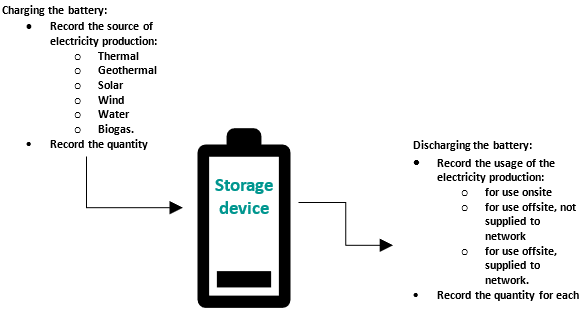 Charging the battery:
• Record the source of
electricity production:
o Thermal
o Geothermal
o Solar
o Wind
o Water
o Biogas.
• Record the quantity
Storage
device
Discharging the battery:
• Record the usage of the
electricity production:
o for use onsite
o for use offsite, not
supplied to
network
o for use offsite,
supplied to
network.
• Record the quantity for each